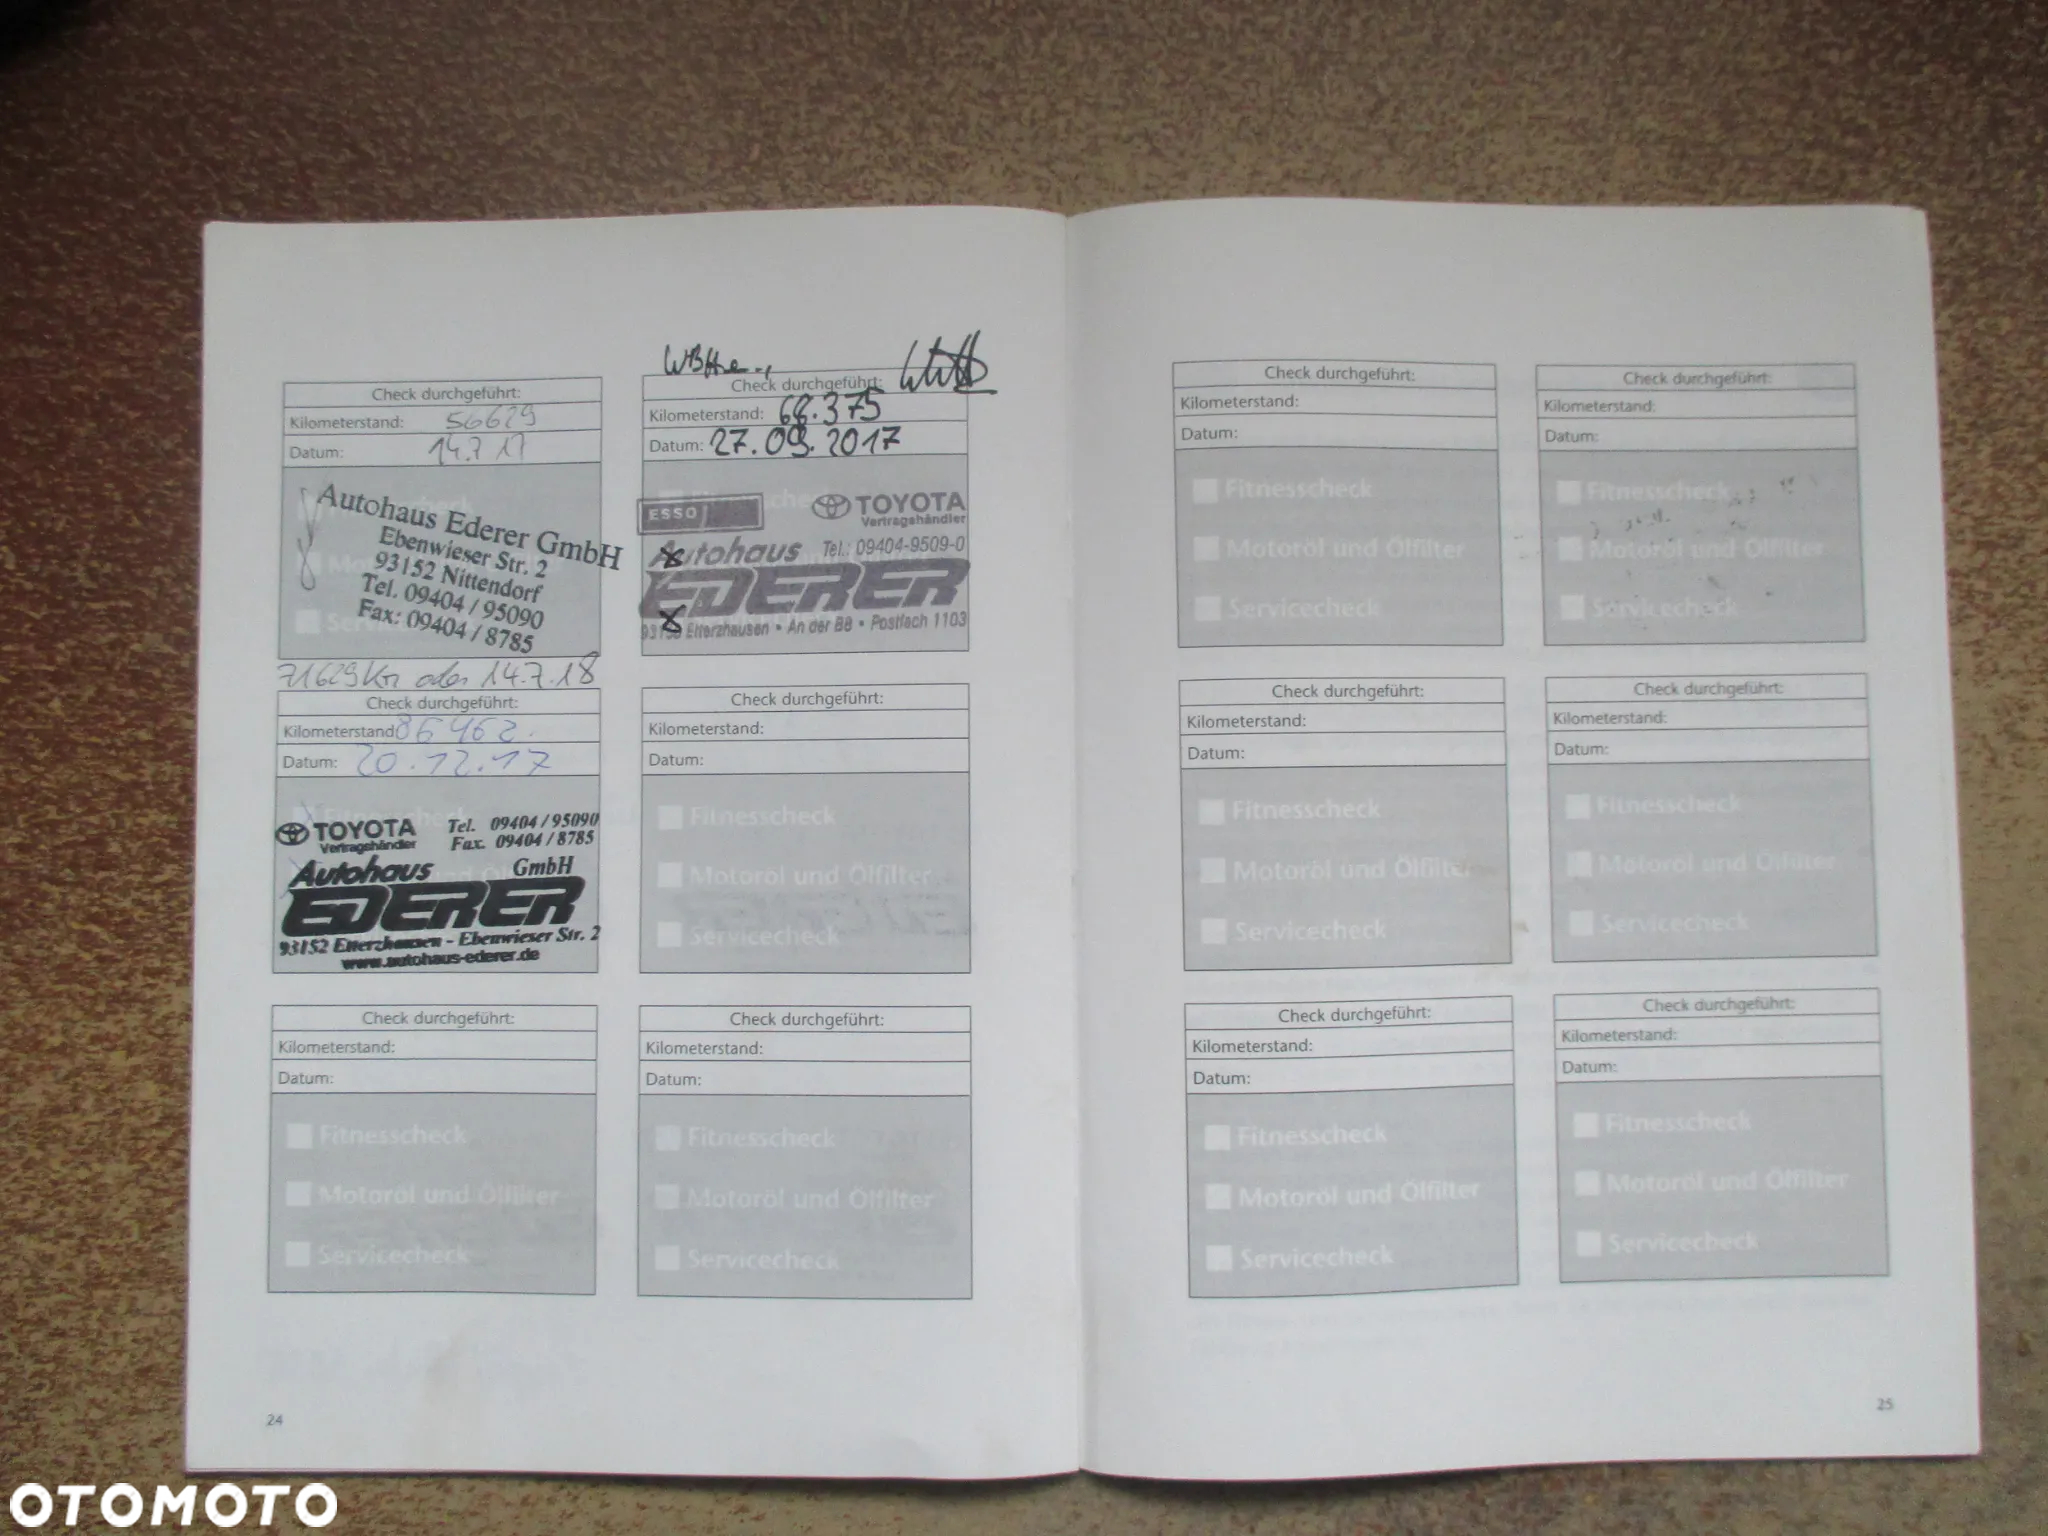 Check durchgeführt:
Kilometerstand: 56629
Datum: 14.7.17
Autohaus Ederer GmbH
Ebenwieser Str. 2
93152 Nittendorf
Tel. 09404 / 95090
Fax: 09404 / 8785
71629 Km oder 14.7.18
Check durchgeführt:
Kilometerstand: 68.375
Datum: 27.09.2017
ESSO
TOYOTA
Vertragshändler
Autohaus Tel.: 09404-9509-0
EDERER
93152 Etterzhausen • An der B8 • Postfach 1103
Check durchgeführt:
Kilometerstand 86462.
Datum: 20.12.17
Fitnesscheck
TOYOTA Tel. 09404 / 95090
Vertragshändler Fax. 09404 / 8785
Autohaus GmbH
EDERER
93152 Etterzhausen - Ebenwieser Str. 2
www.autohaus-ederer.de
Check durchgeführt:
Kilometerstand:
Datum:
Fitnesscheck
Motoröl und Ölfilter
Servicecheck
Check durchgeführt:
Kilometerstand:
Datum:
Fitnesscheck
Motoröl und Ölfilter
Servicecheck
Check durchgeführt:
Kilometerstand:
Datum:
Fitnesscheck
Motoröl und Ölfilter
Servicecheck
24
Check durchgeführt:
Kilometerstand:
Datum:
Fitnesscheck
Motoröl und Ölfilter
Servicecheck
Check durchgeführt:
Kilometerstand:
Datum:
Fitnesscheck
Motoröl und Ölfilter
Servicecheck
Check durchgeführt:
Kilometerstand:
Datum:
Fitnesscheck
Motoröl und Ölfilter
Servicecheck
Check durchgeführt:
Kilometerstand:
Datum:
Fitnesscheck
Motoröl und Ölfilter
Servicecheck
Check durchgeführt:
Kilometerstand:
Datum:
Fitnesscheck
Motoröl und Ölfilter
Servicecheck
Check durchgeführt:
Kilometerstand:
Datum:
Fitnesscheck
Motoröl und Ölfilter
Servicecheck
25
OTOMOTO